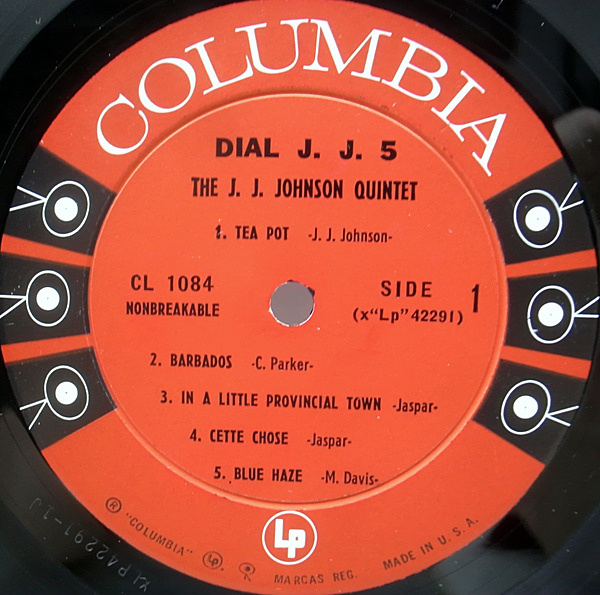 COLUMBIA
DIAL J. J. 5
THE J. J. JOHNSON QUINTET
1. TEA POT -J. J. Johnson-
CL 1084
NONBREAKABLE
SIDE 1
(x"Lp" 42291)
2. BARBADOS -C. Parker-
3. IN A LITTLE PROVINCIAL TOWN -Jaspar-
4. CETTE CHOSE -Jaspar-
5. BLUE HAZE -M. Davis-
Lp
® "COLUMBIA" Lp MARCAS REG. MADE IN U. S. A.